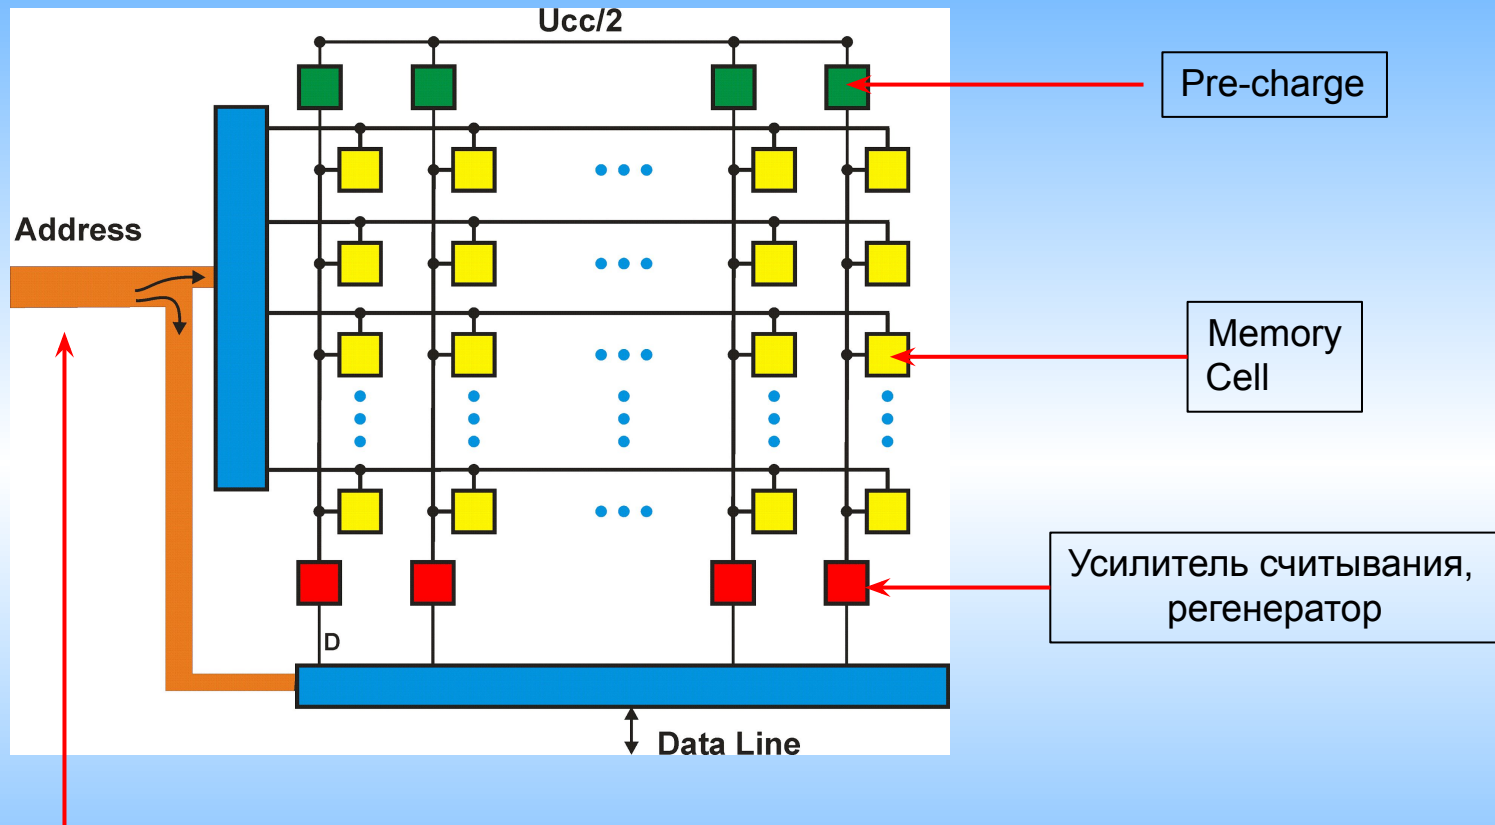 Ucc/2
Pre-charge
Address
Memory
Cell
Усилитель считывания,
регенератор
D
Data Line